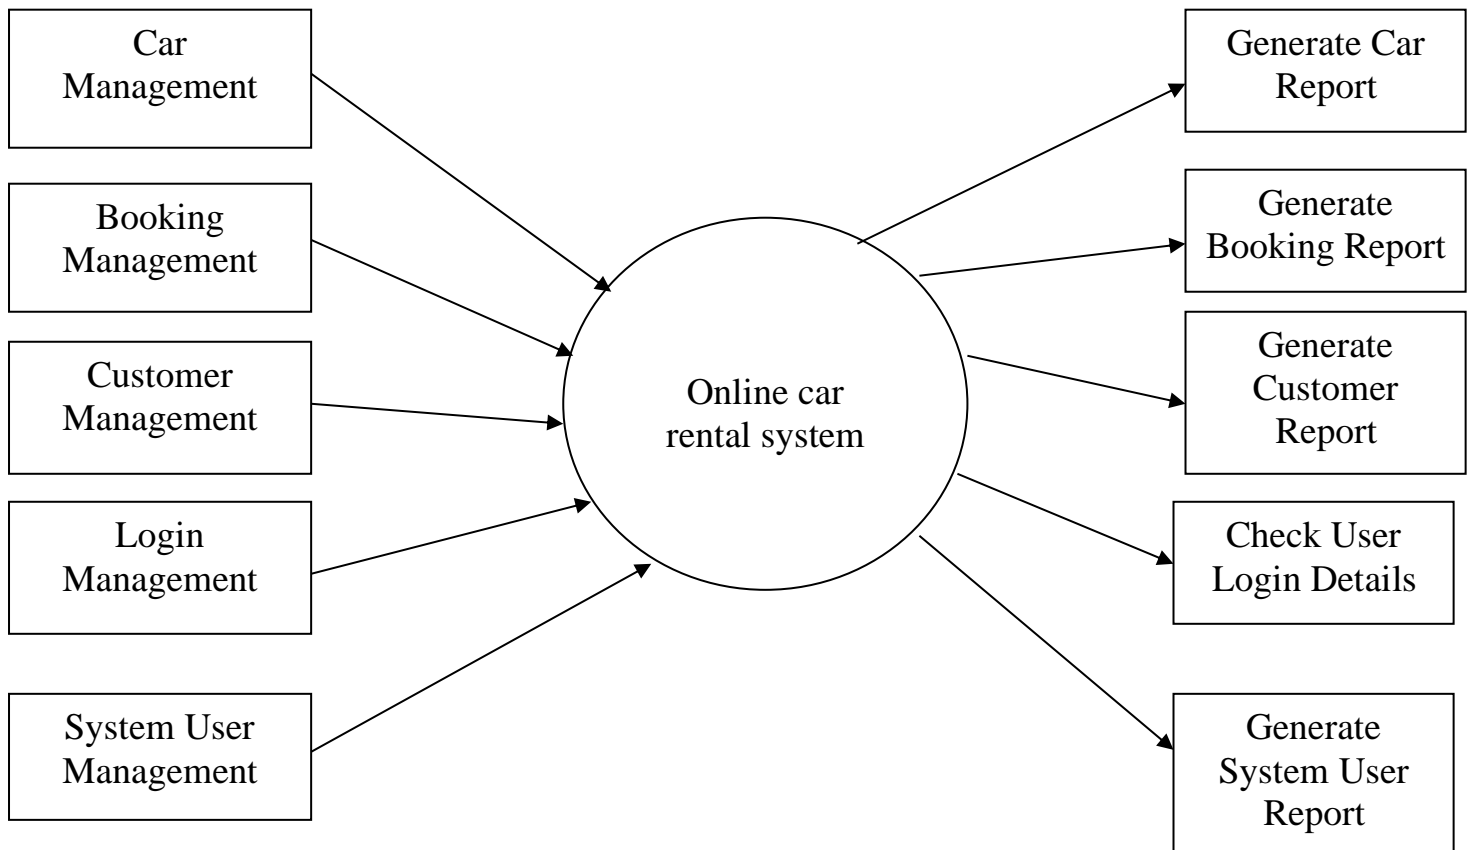 Car
Management
Booking
Management
Customer
Management
Login
Management
System User
Management
Online car
rental system
Generate Car
Report
Generate
Booking Report
Generate
Customer
Report
Check User
Login Details
Generate
System User
Report